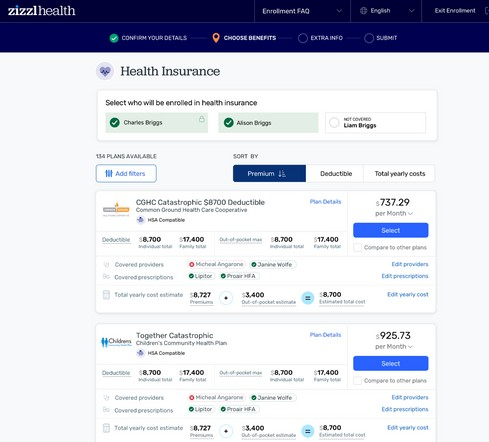 zizzlhealth
Enrollment FAQ
English
Exit Enrollment
CONFIRM YOUR DETAILS
CHOOSE BENEFITS
EXTRA INFO
SUBMIT
Health Insurance
Select who will be enrolled in health insurance
Charles Briggs
Alison Briggs
NOT COVERED
Liam Briggs
134 PLANS AVAILABLE
SORT BY
Add filters
Premium
Deductible
Total yearly costs
CGHC Catastrophic $8700 Deductible
Common Ground Health Care Cooperative
HSA Compatible
Plan Details
$737.29
per Month
Select
Compare to other plans
Deductible
$8,700
Individual total
$17,400
Family total
Out-of-pocket max
$8,700
Individual total
$17,400
Family total
Covered providers
Micheal Angarone
Janine Wolfe
Edit providers
Covered prescriptions
Lipitor
Proair HFA
Edit prescriptions
Total yearly cost estimate
$8,727
Premiums
+
$3,400
Out-of-pocket estimate
=
$8,700
Estimated total cost
Edit yearly cost
Together Catastrophic
Children's Community Health Plan
HSA Compatible
Plan Details
$925.73
per Month
Select
Compare to other plans
Childrens
Deductible
$8,700
Individual total
$17,400
Family total
Out-of-pocket max
$8,700
Individual total
$17,400
Family total
Covered providers
Micheal Angarone
Janine Wolfe
Edit providers
Covered prescriptions
Lipitor
Proair HFA
Edit prescriptions
Total yearly cost estimate
$8,727
Premiums
+
$3,400
Out-of-pocket estimate
=
$8,700
Estimated total cost
Edit yearly cost